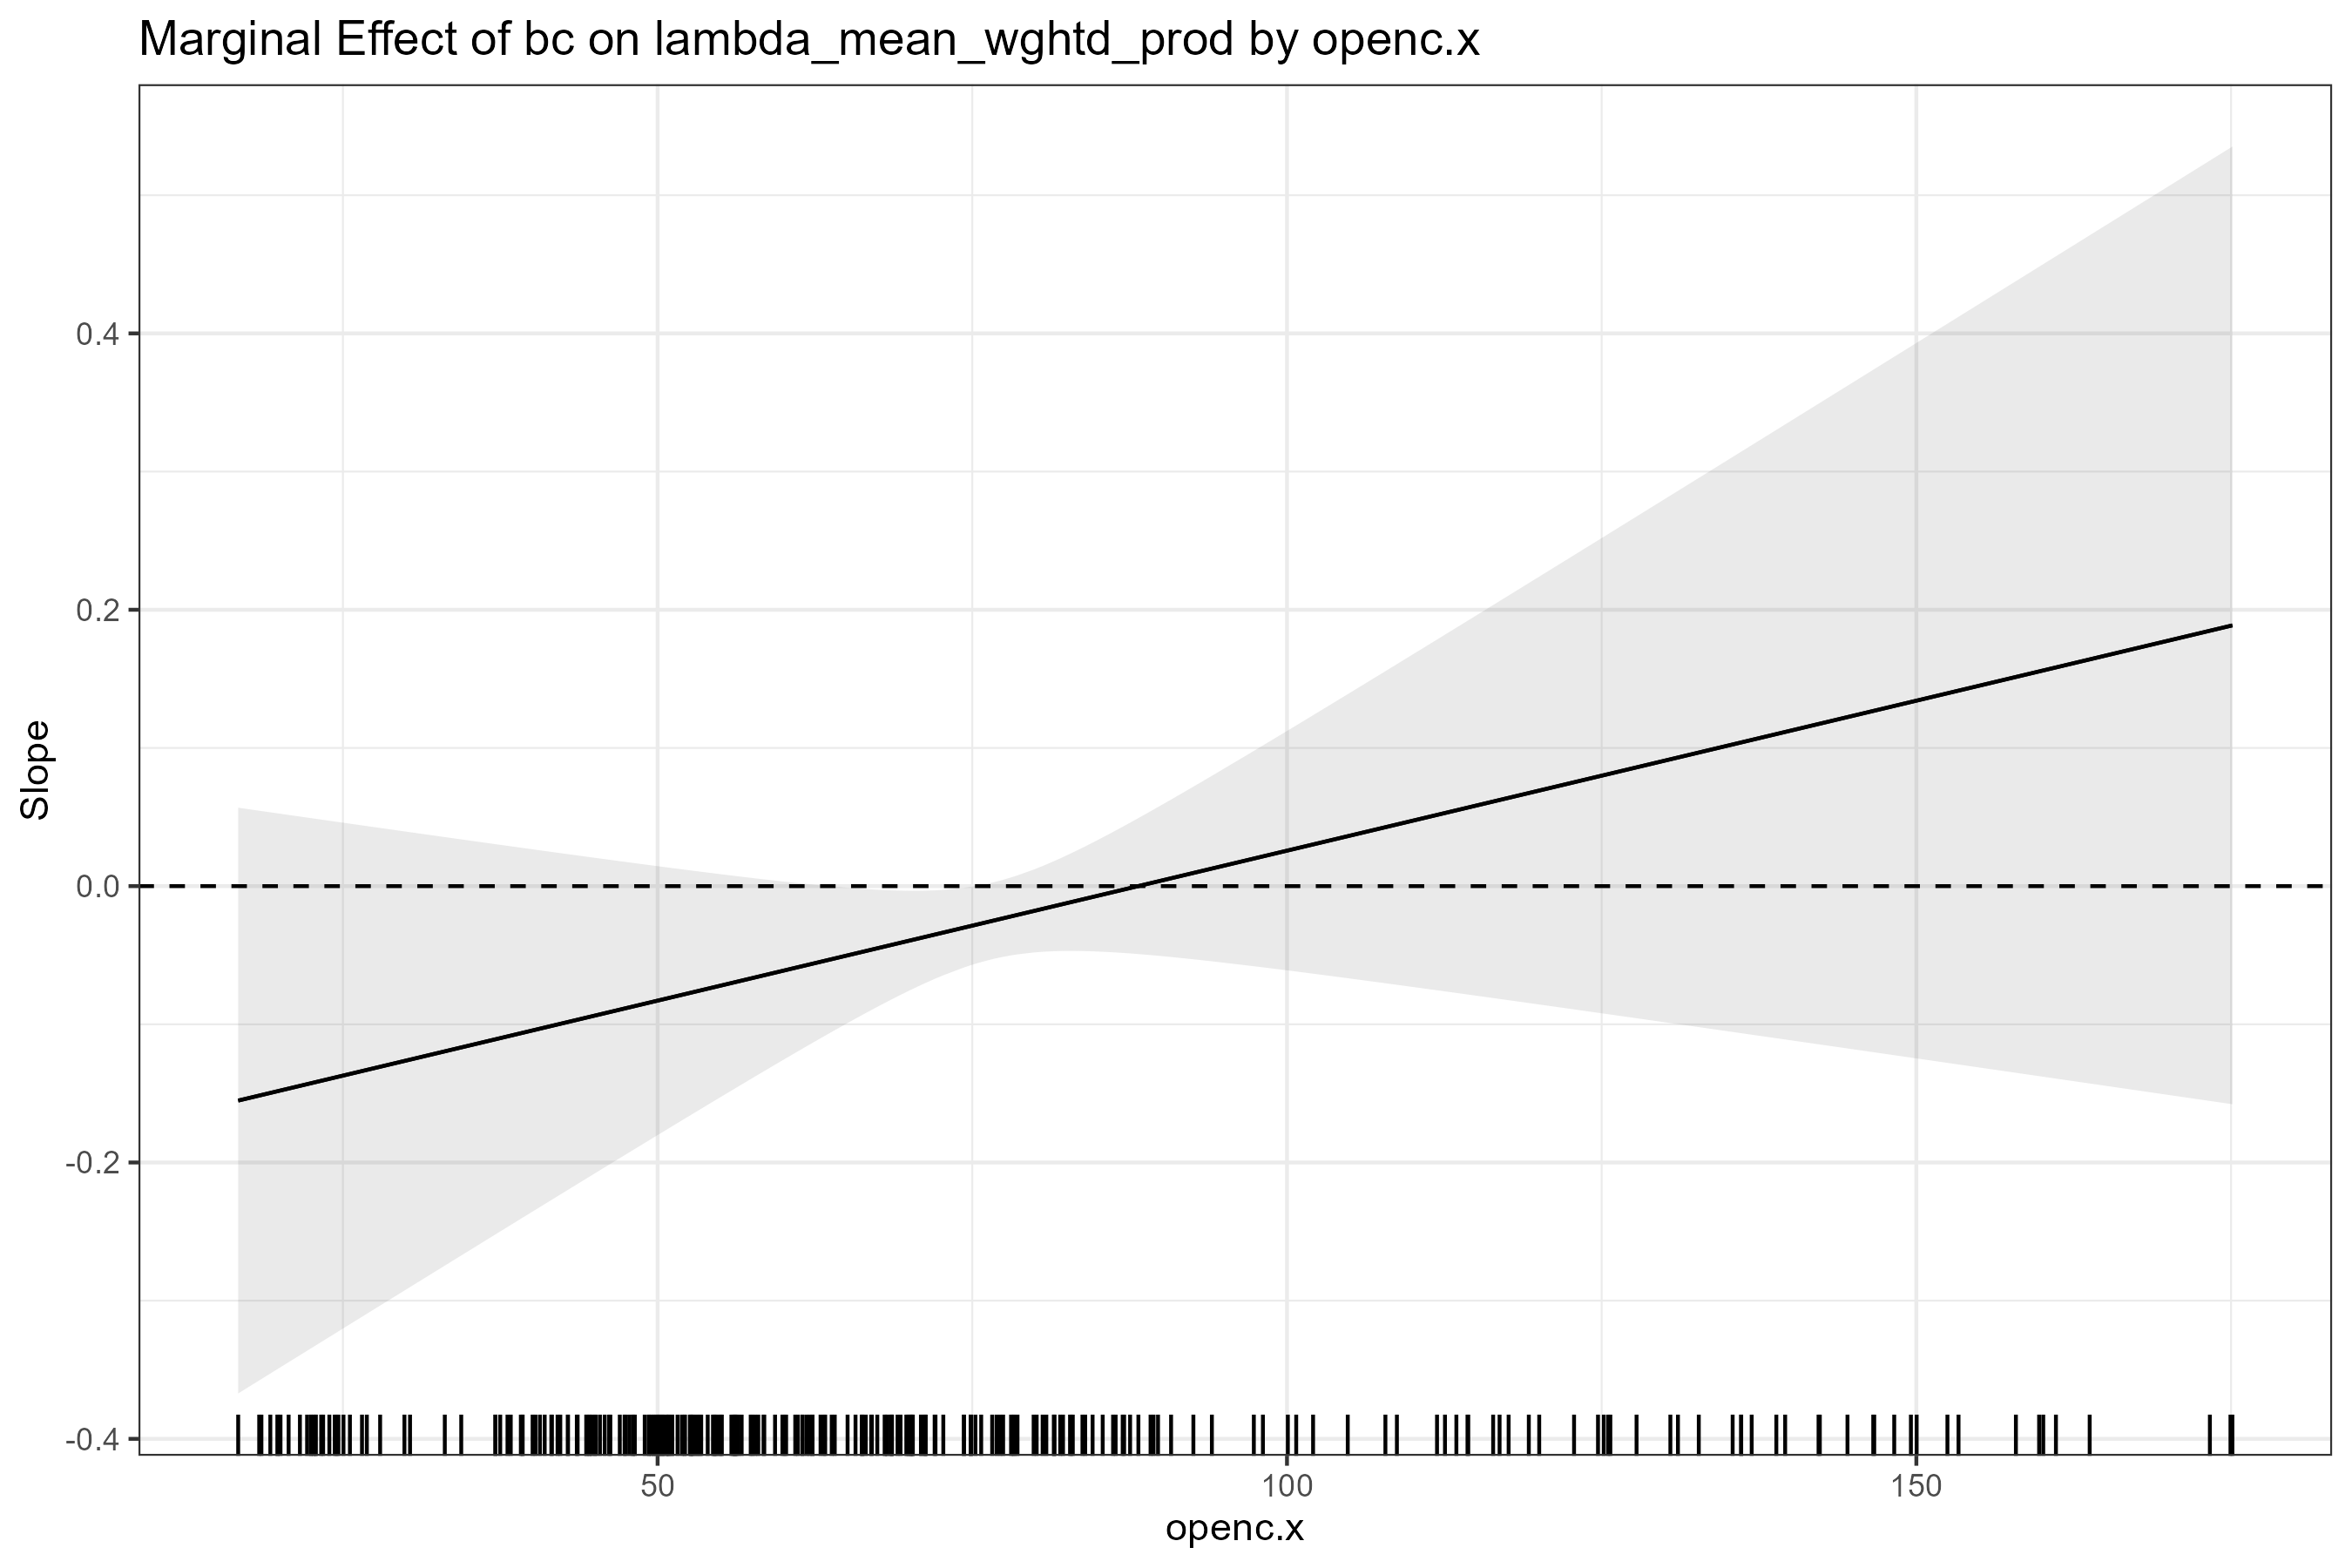 Marginal Effect of bc on lambda_mean_wghtd_prod by openc.x
Slope
0.4
0.2
0.0
-0.2
-0.4
50 100 150
openc.x